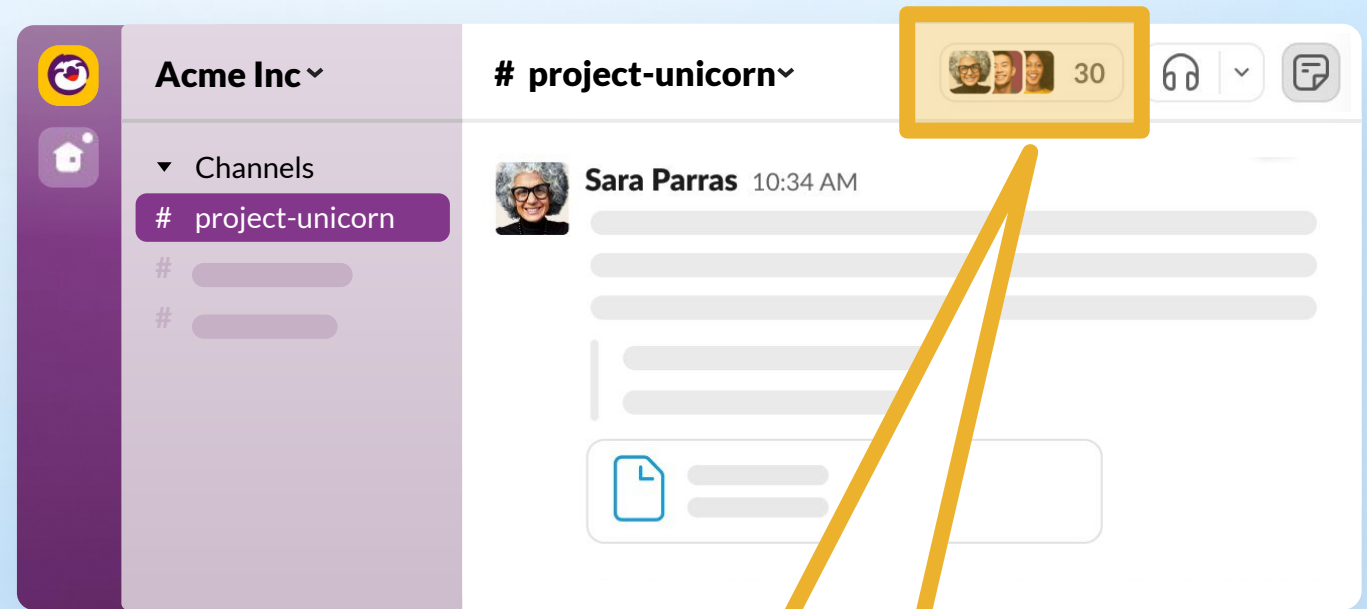 Acme Inc
# project-unicorn
30
Channels
# project-unicorn
#
#
Sara Parras 10:34 AM